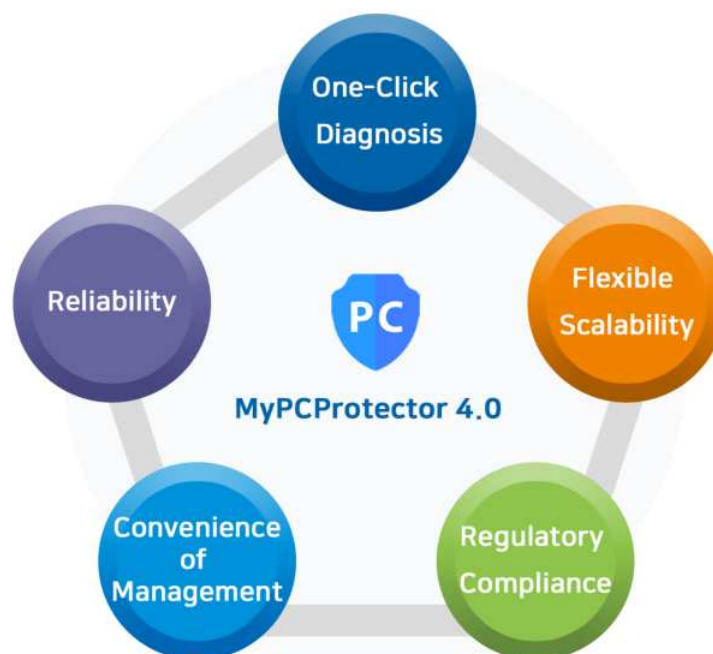 One-Click
Diagnosis
Flexible
Scalability
Regulatory
Compliance
Convenience
of
Management
Reliability
PC
MyPCProtector 4.0